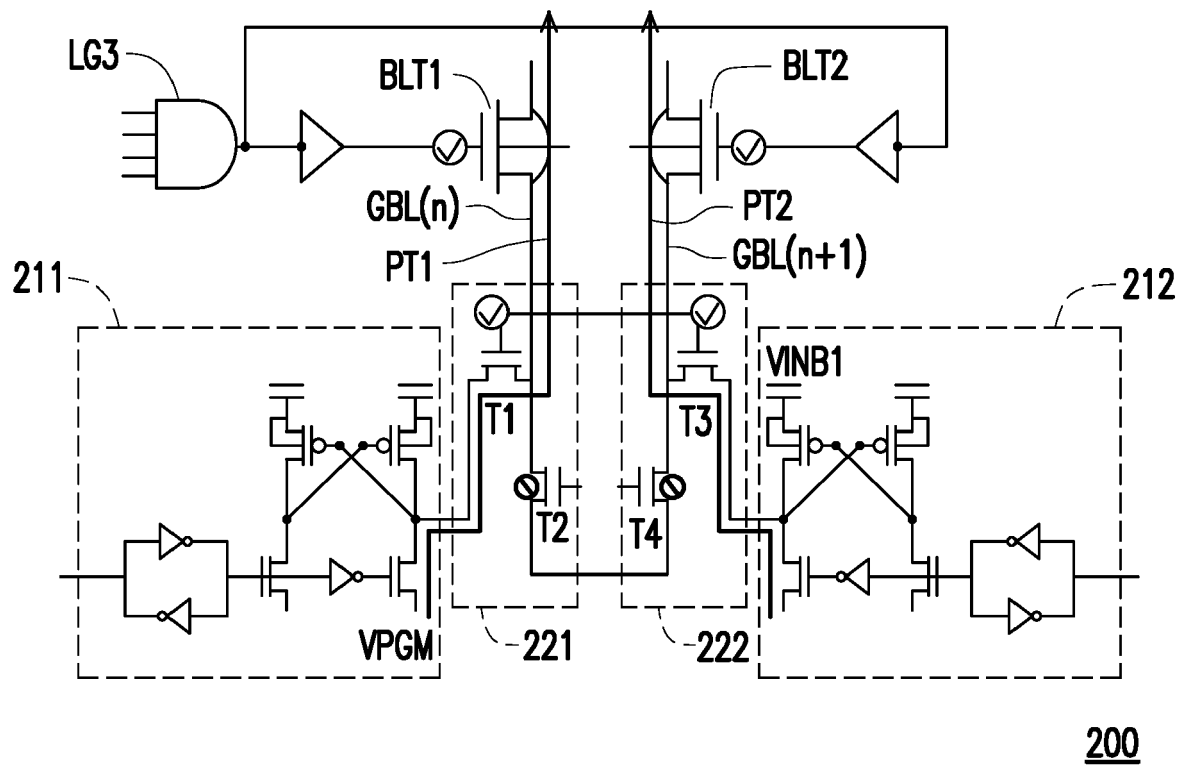 LG3
BLT1
BLT2
GBL(n)
PT2
PT1
GBL(n+1)
211
212
VINB1
T1
T3
T2
T4
VPGM
221
222
200